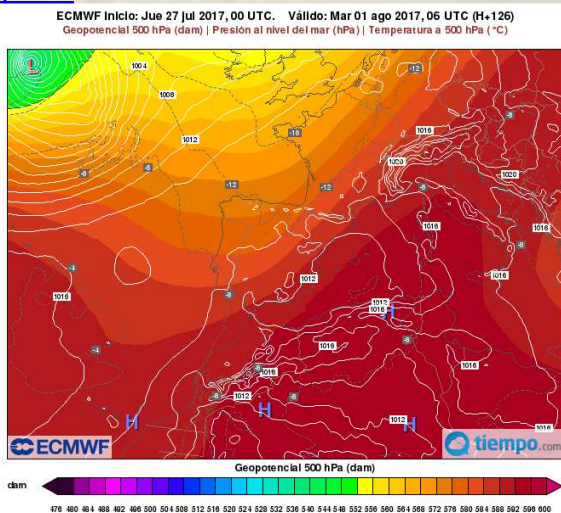 ECMWF Inicio: Jue 27 jul 2017, 00 UTC. Válido: Mar 01 ago 2017, 06 UTC (H+126)
Geopotencial 500 hPa (dam) | Presión al nivel del mar (hPa) | Temperatura a 500 hPa (°C)
L
1004
-12
1008
-8
-16
1012
1016
1020
-8
-8
1020
-12
-12
-8
1016
1016
-8
-4
1012
1016
1016
-8
1012
1016
H
-4
1016
-8
-8
1016
1016
-8
1012
-8
H
H
1012
H
1016
ECMWF
tiempo.com
Geopotencial 500 hPa (dam)
dam
476 480 484 488 492 496 500 504 508 512 516 520 524 528 532 536 540 544 548 552 556 560 564 568 572 576 580 584 588 592 596 600